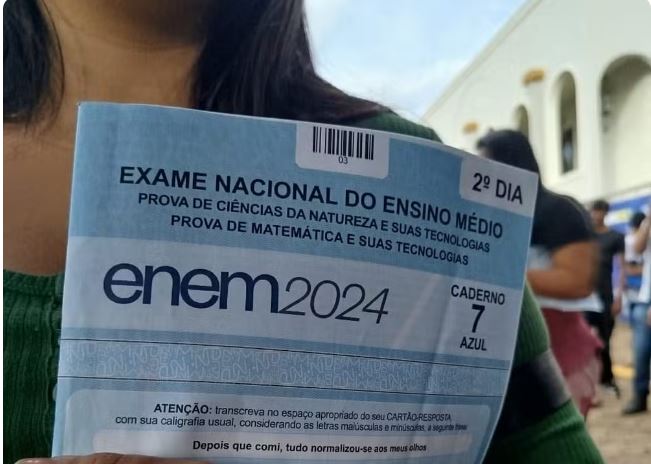 03
2º DIA
EXAME NACIONAL DO ENSINO MÉDIO
PROVA DE CIÊNCIAS DA NATUREZA E SUAS TECNOLOGIAS
PROVA DE MATEMÁTICA E SUAS TECNOLOGIAS
enem2024
CADERNO
7
AZUL
ATENÇÃO: transcreva no espaço apropriado do seu CARTÃO-RESPOSTA,
com sua caligrafia usual, considerando as letras maiúsculas e minúsculas, a seguinte frase:
Depois que comi, tudo normalizou-se aos meus olhos